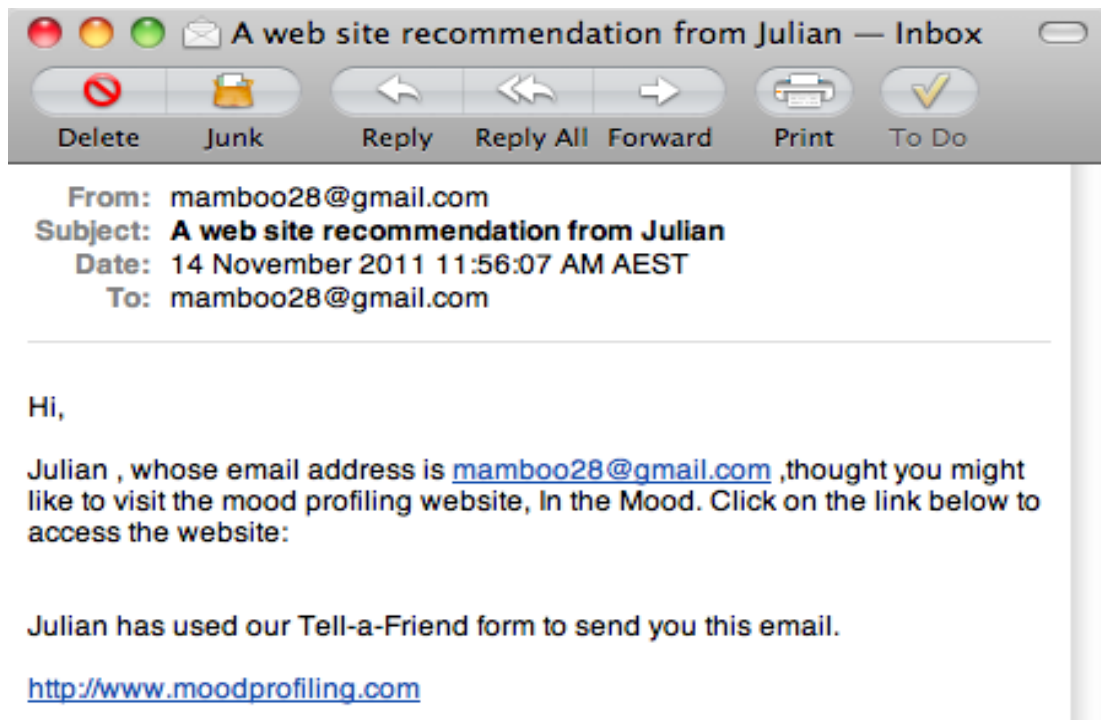 A web site recommendation from Julian — Inbox
Delete Junk Reply Reply All Forward Print To Do
From: mamboo28@gmail.com
Subject: A web site recommendation from Julian
Date: 14 November 2011 11:56:07 AM AEST
To: mamboo28@gmail.com
Hi,
Julian , whose email address is mamboo28@gmail.com ,thought you might
like to visit the mood profiling website, In the Mood. Click on the link below to
access the website:
Julian has used our Tell-a-Friend form to send you this email.
http://www.moodprofiling.com